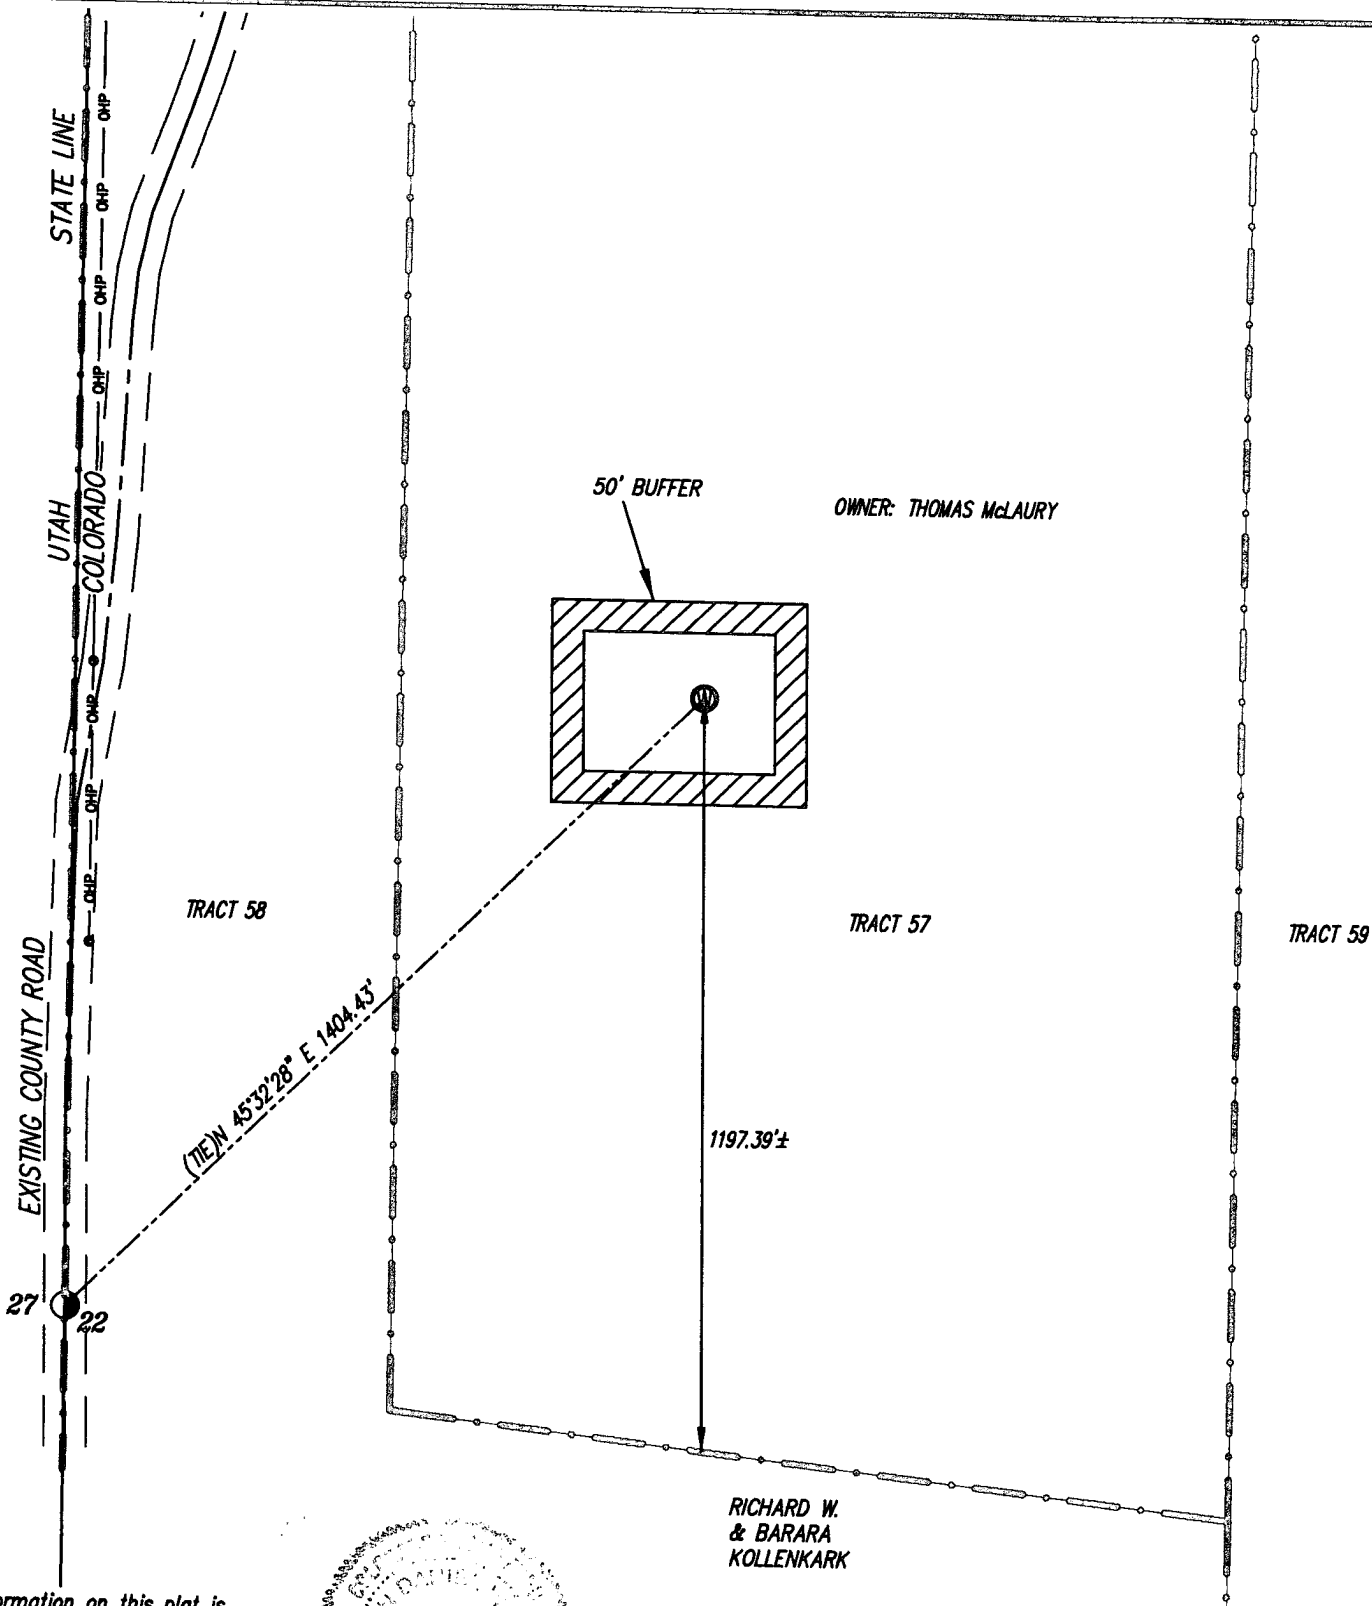 STATE LINE
OHP
OHP
OHP
OHP
UTAH
COLORADO
50' BUFFER
OWNER: THOMAS McLAURY
W
OHP
OHP
OHP
TRACT 58
TRACT 57
TRACT 59
EXISTING COUNTY ROAD
(TIE)N 45°32'28" E 1404.43'
1197.39'±
27
22
RICHARD W.
& BARARA
KOLLENKARK
ormation on this plat is